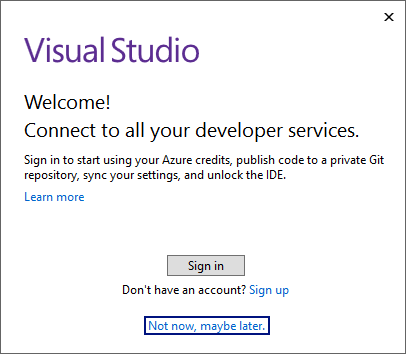 Visual Studio
Welcome!
Connect to all your developer services.
Sign in to start using your Azure credits, publish code to a private Git
repository, sync your settings, and unlock the IDE.
Learn more
Sign in
Don't have an account? Sign up
Not now, maybe later.